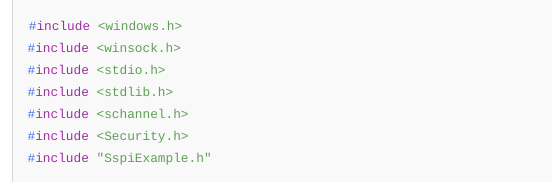 #include <windows.h>
#include <winsock.h>
#include <stdio.h>
#include <stdlib.h>
#include <schannel.h>
#include <Security.h>
#include "SspiExample.h"